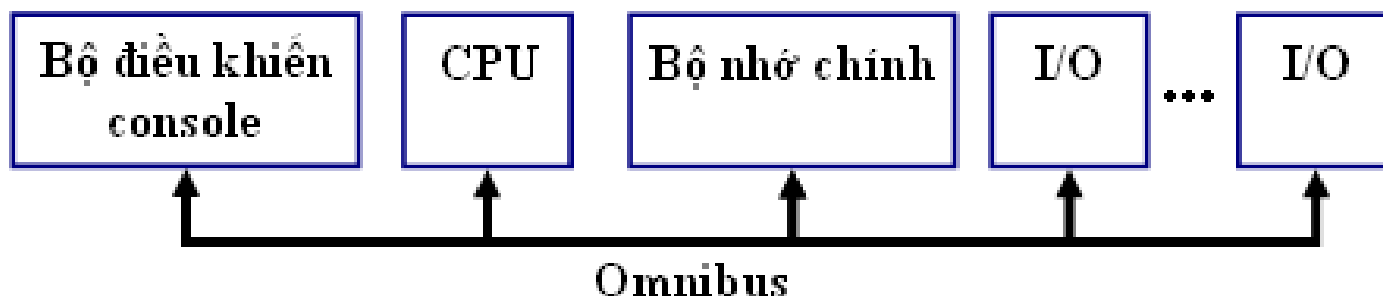 Bộ điều khiển
console
CPU
Bộ nhớ chính
I/O
...
I/O
Omnibus